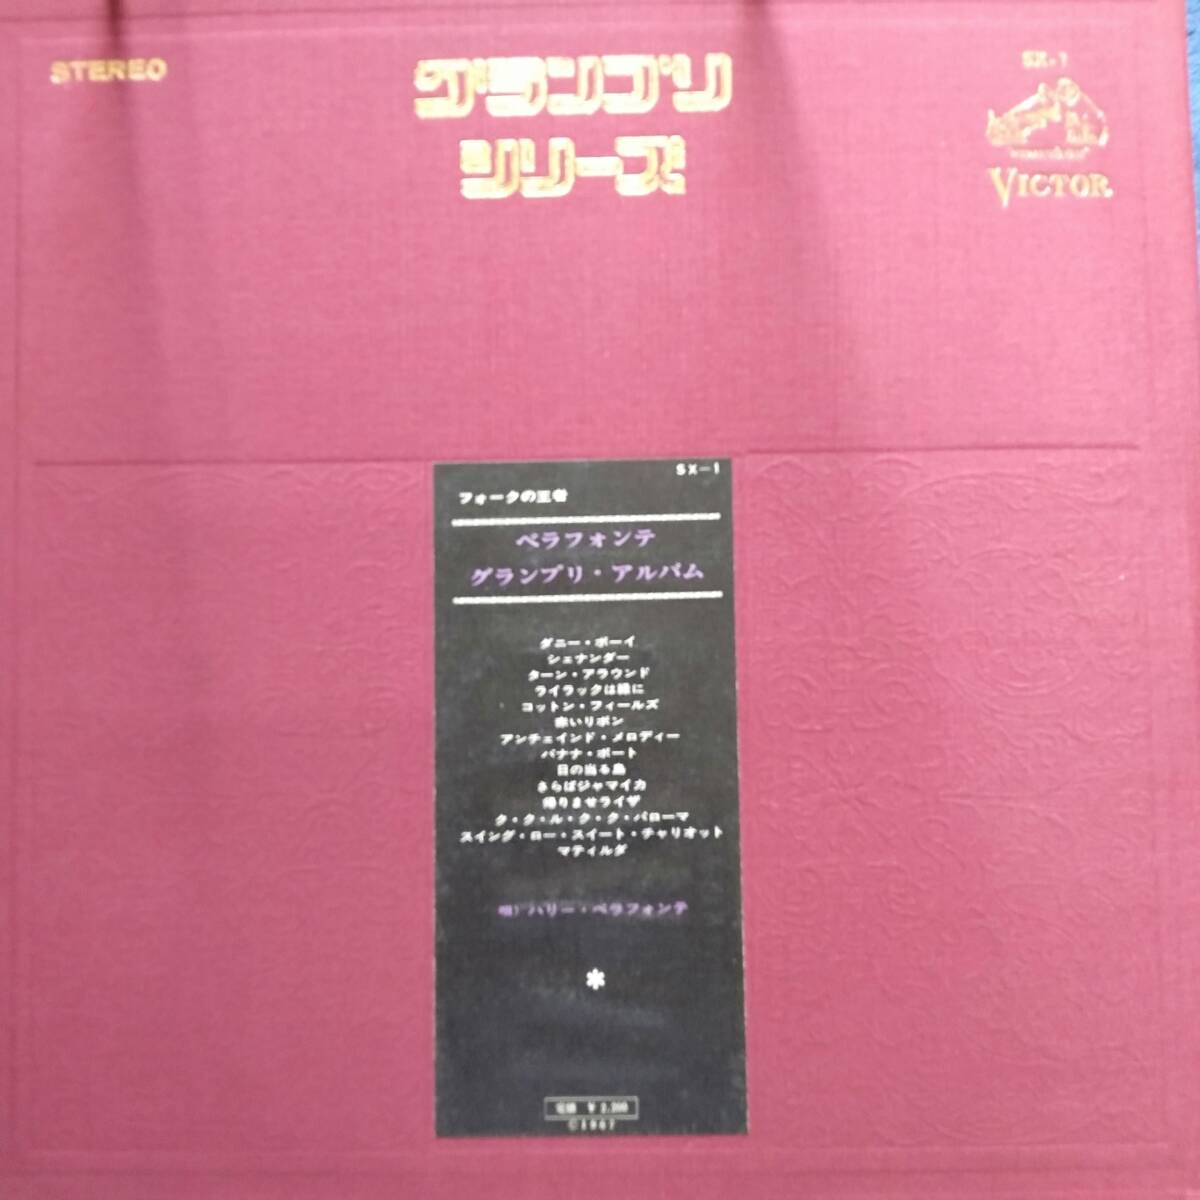 STEREO
グランプリ
シリーズ
SX-1
VICTOR
SX-1
フォークの王者
ベラフォンテ
グランプリ・アルバム
ダニー・ボーイ
シェナンダー
ターン・アラウンド
ライラックは緑に
コットン・フィールズ
赤いリボン
アンチェインド・メロディー
バナナ・ボート
日の出る島
さらばジャマイカ
帰りませライザ
ク・ク・ル・ク・ク・パローマ
スイング・ロー・スイート・チャリオット
マティルダ
唄）ハリー・ベラフォンテ
*
定価 ¥2,200
©1967